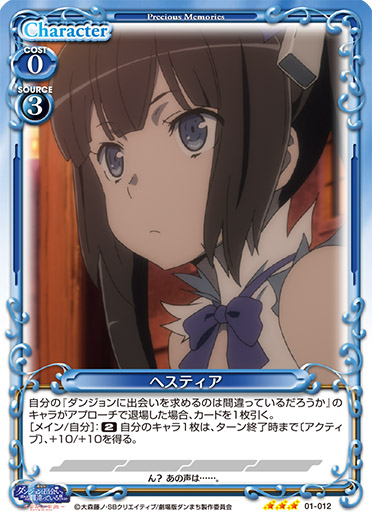 Precious Memories
Character
COST
0
SOURCE
3
ヘスティア
自分の『ダンジョンに出会いを求めるのは間違っているだろうか』の
キャラがアプローチで退場した場合、カードを1枚引く。
[メイン/自分]:2 自分のキャラ1枚は、ターン終了時まで〔アクティ
ブ〕、+10/+10を得る。
ん? あの声は……。
©大森藤ノ・SBクリエイティブ/劇場版ダンまち製作委員会
01-012